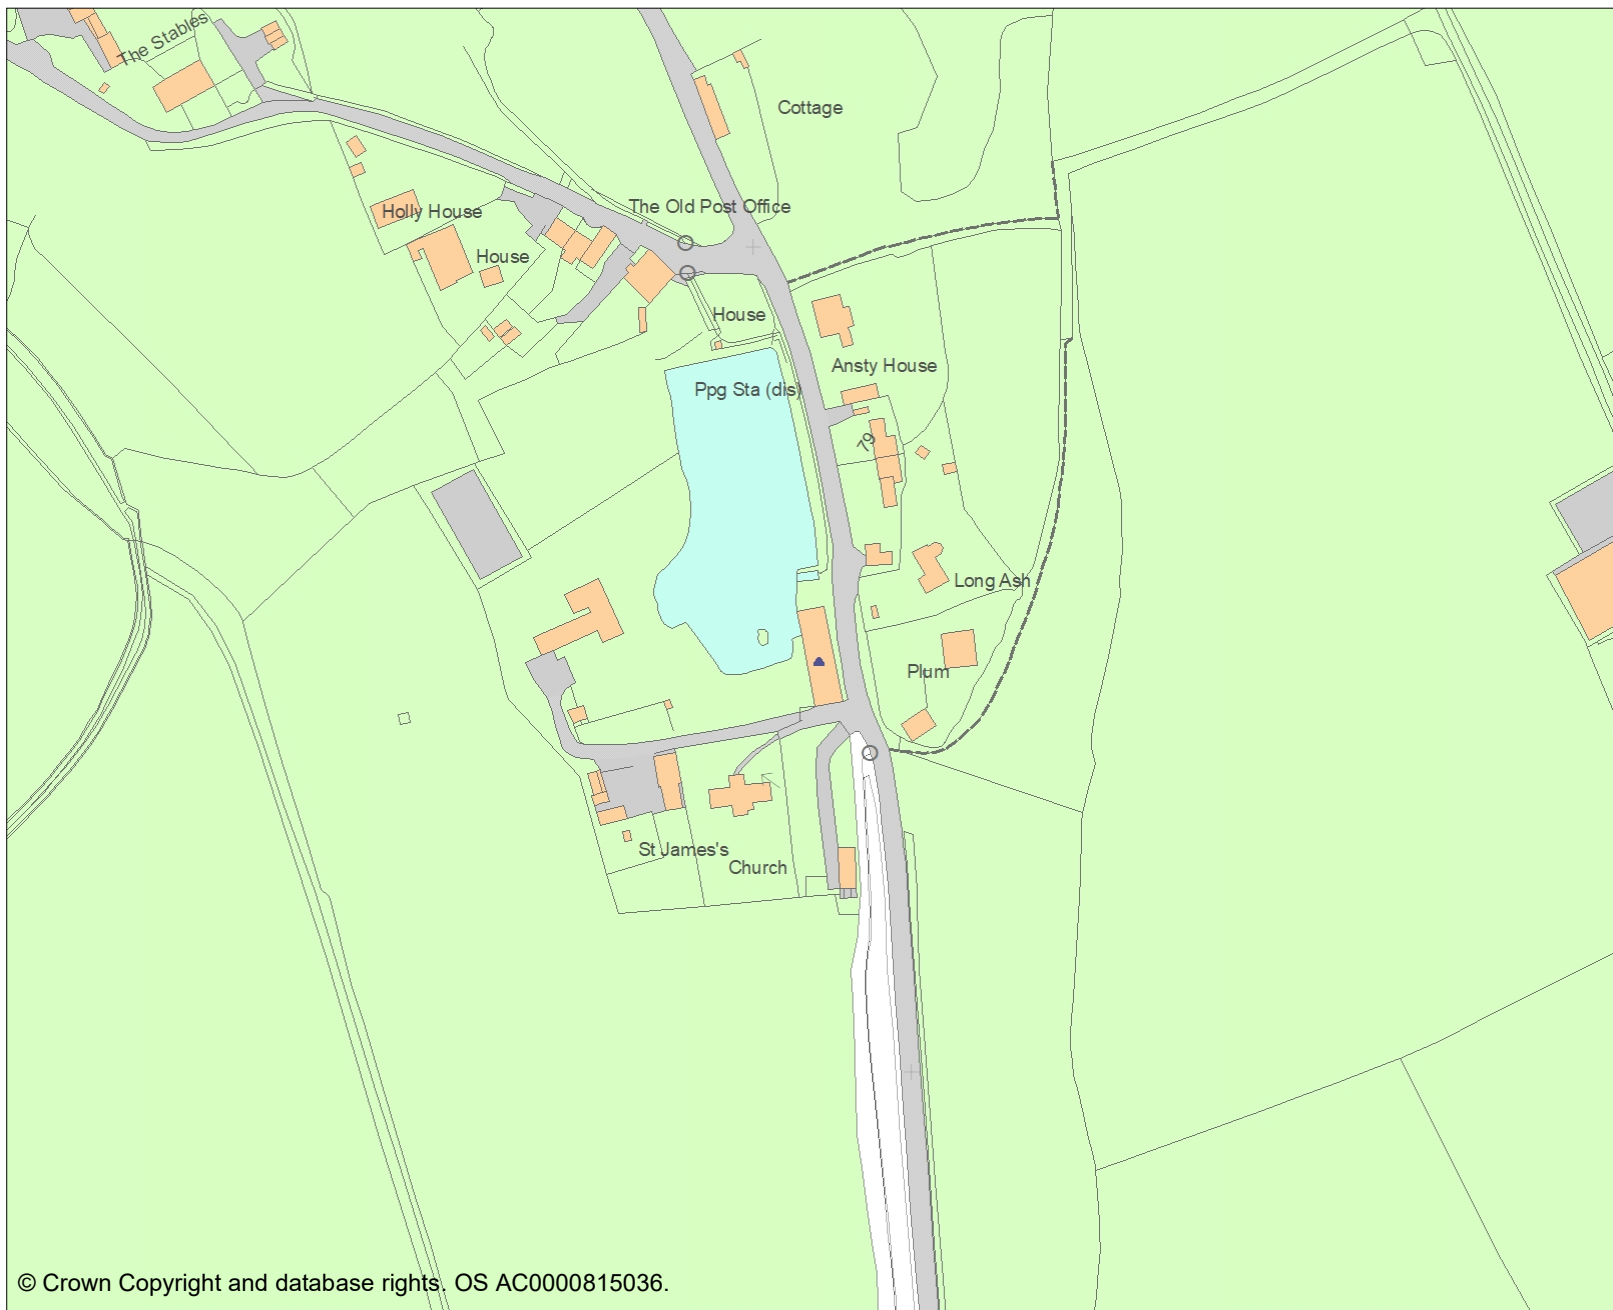 The Stables
Cottage
The Old Post Office
Holly House
House
House
Ansty House
Ppg Sta (dis)
79
Long Ash
Plum
St James's
Church
© Crown Copyright and database rights. OS AC0000815036.